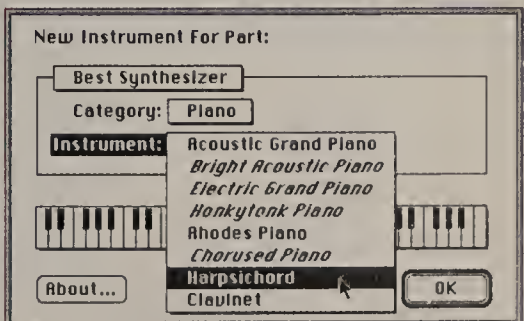 New Instrument For Part:
Best Synthesizer
Category: Piano
Instrument: Acoustic Grand Piano
Bright Acoustic Piano
Electric Grand Piano
Honkytonk Piano
Rhodes Piano
Chorused Piano
Harpsichord
Clavinet
About...
OK